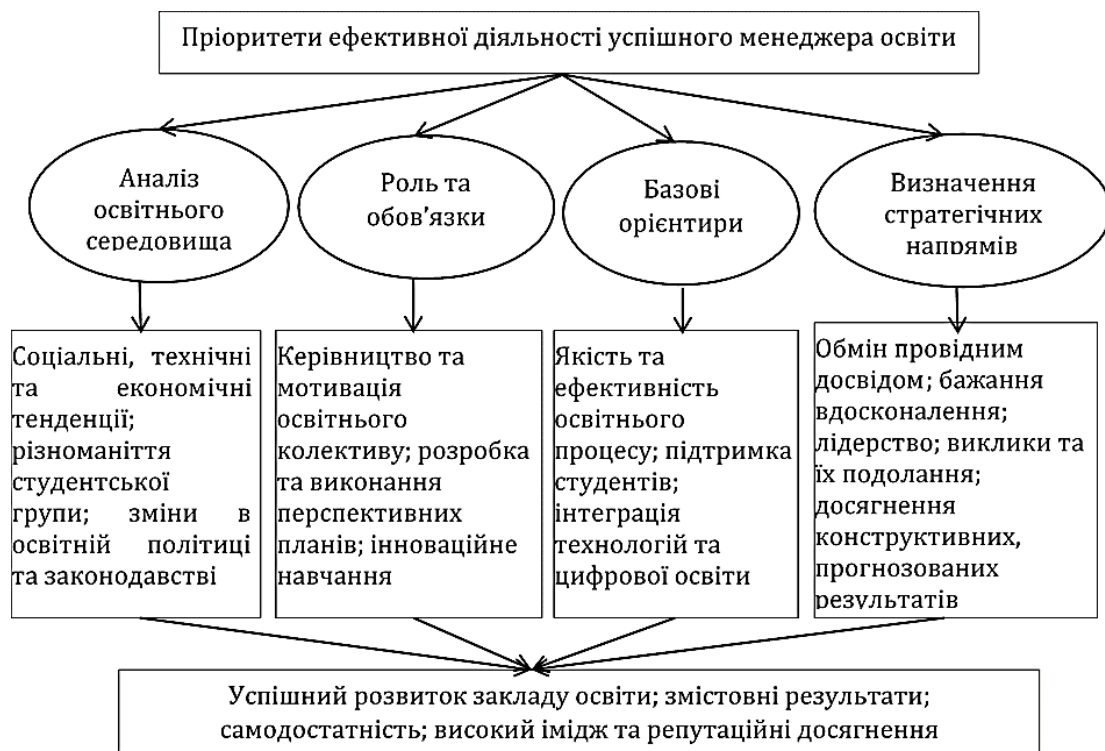 Пріоритети ефективної діяльності успішного менеджера освіти
Аналіз
освітнього
середовища
Роль та
обов’язки
Базові
орієнтири
Визначення
стратегічних
напрямів
Соціальні, технічні
та економічні
тенденції;
різноманіття
студентської
групи; зміни в
освітній політиці
та законодавстві
Керівництво та
мотивація
освітнього
колективу; розробка
та виконання
перспективних
планів; інноваційне
навчання
Якість та
ефективність
освітнього
процесу; підтримка
студентів;
інтеграція
технологій та
цифрової освіти
Обмін провідним
досвідом; бажання
вдосконалення;
лідерство; виклики та
їх подолання;
досягнення
конструктивних,
прогнозованих
результатів
Успішний розвиток закладу освіти; змістовні результати;
самодостатність; високий імідж та репутаційні досягнення